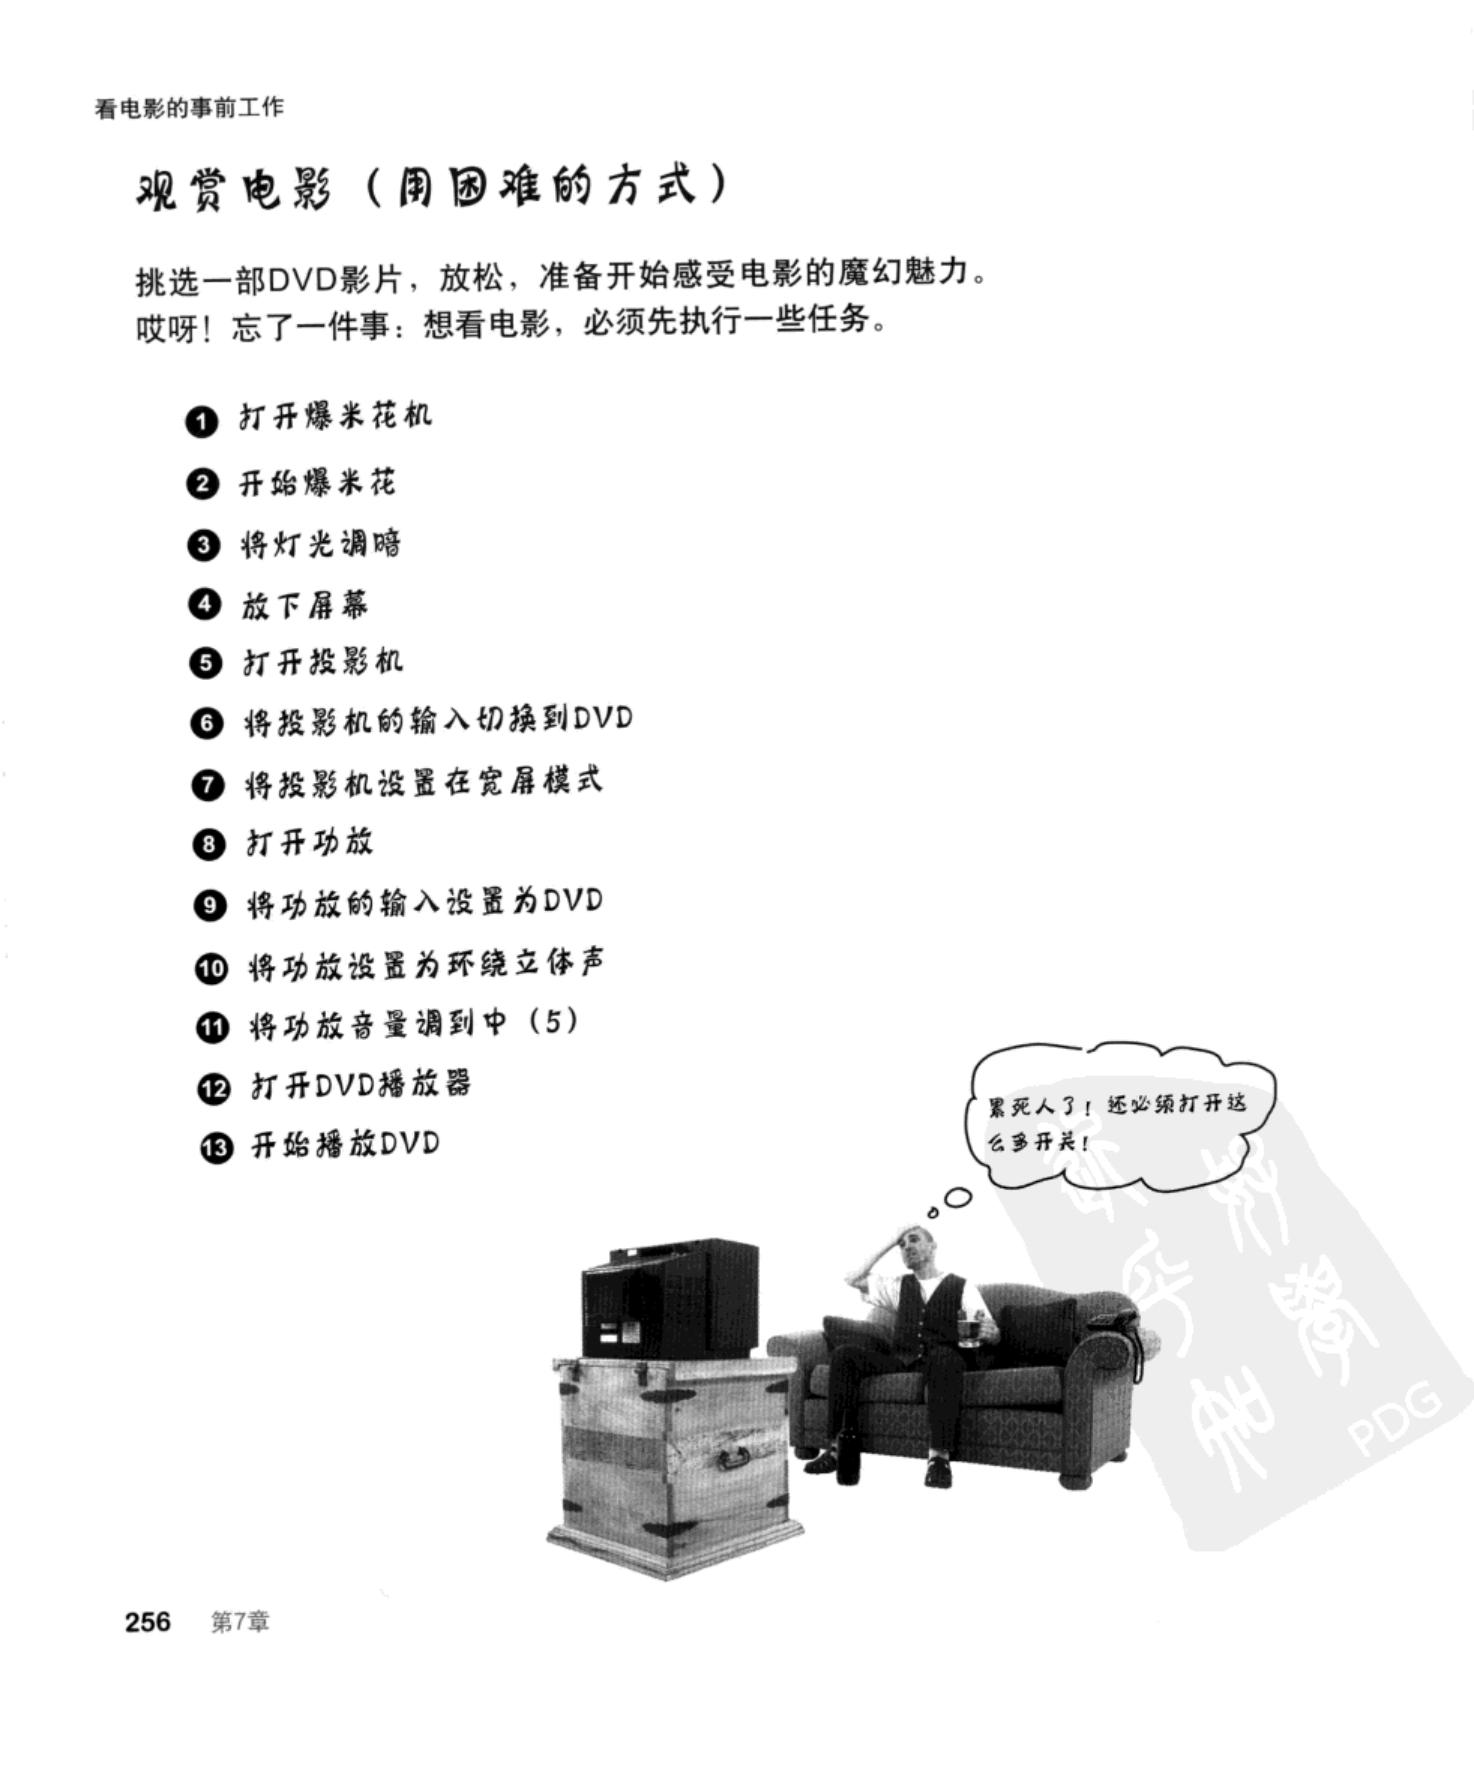 看电影的事前工作
观赏电影（用困难的方式）
挑选一部DVD影片，放松，准备开始感受电影的魔幻魅力。
哎呀！忘了一件事：想看电影，必须先执行一些任务。
1 打开爆米花机
2 开始爆米花
3 将灯光调暗
4 放下屏幕
5 打开投影机
6 将投影机的输入切换到DVD
7 将投影机设置在宽屏模式
8 打开功放
9 将功放的输入设置为DVD
10 将功放设置为环绕立体声
11 将功放音量调到中（5）
12 打开DVD播放器
13 开始播放DVD
累死人了！还必须打开这
么多开关！
PDG
256 第7章